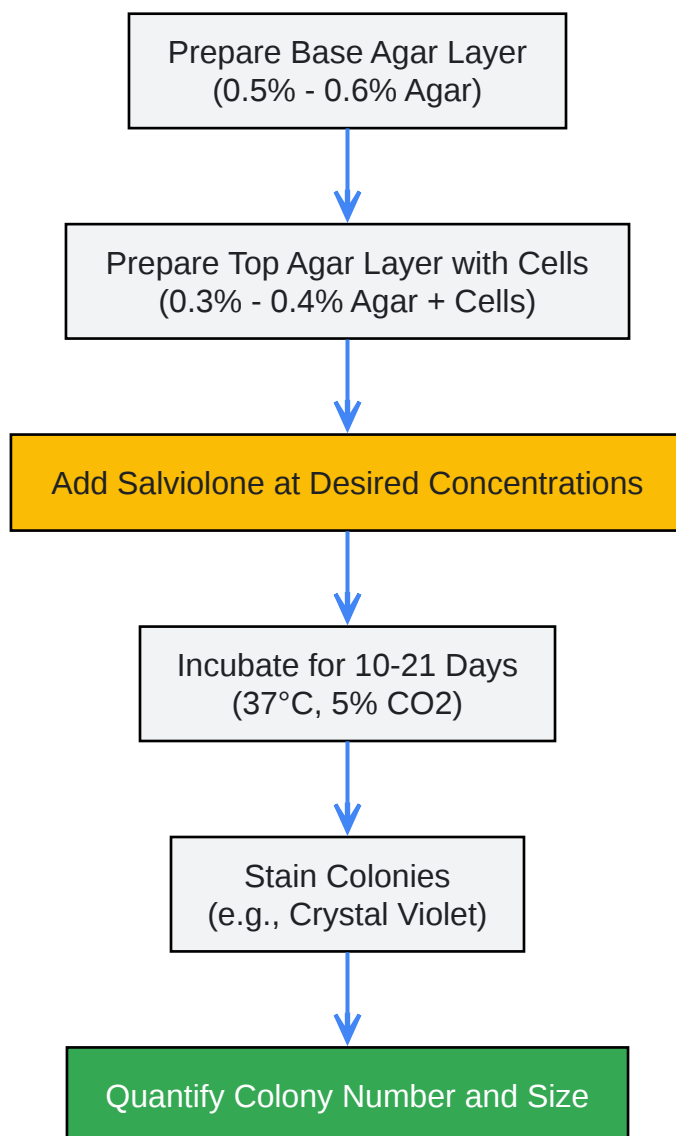 Prepare Base Agar Layer
(0.5% - 0.6% Agar)
Prepare Top Agar Layer with Cells
(0.3% - 0.4% Agar + Cells)
Add Salviolone at Desired Concentrations
Incubate for 10-21 Days
(37°C, 5% CO2)
Stain Colonies
(e.g., Crystal Violet)
Quantify Colony Number and Size